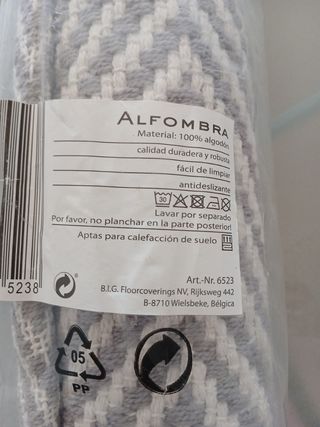 ALFOMBRA
Material: 100% algodón
calidad duradera y robusta
fácil de limpiar
antideslizante
30
Lavar por separado
Por favor, no planchar en la parte posterior!
Aptas para calefacción de suelo
Art.-Nr. 6523
B.I.G. Floorcoverings NV, Rijksweg 442
B-8710 Wielsbeke, Bélgica
5238
05
PP